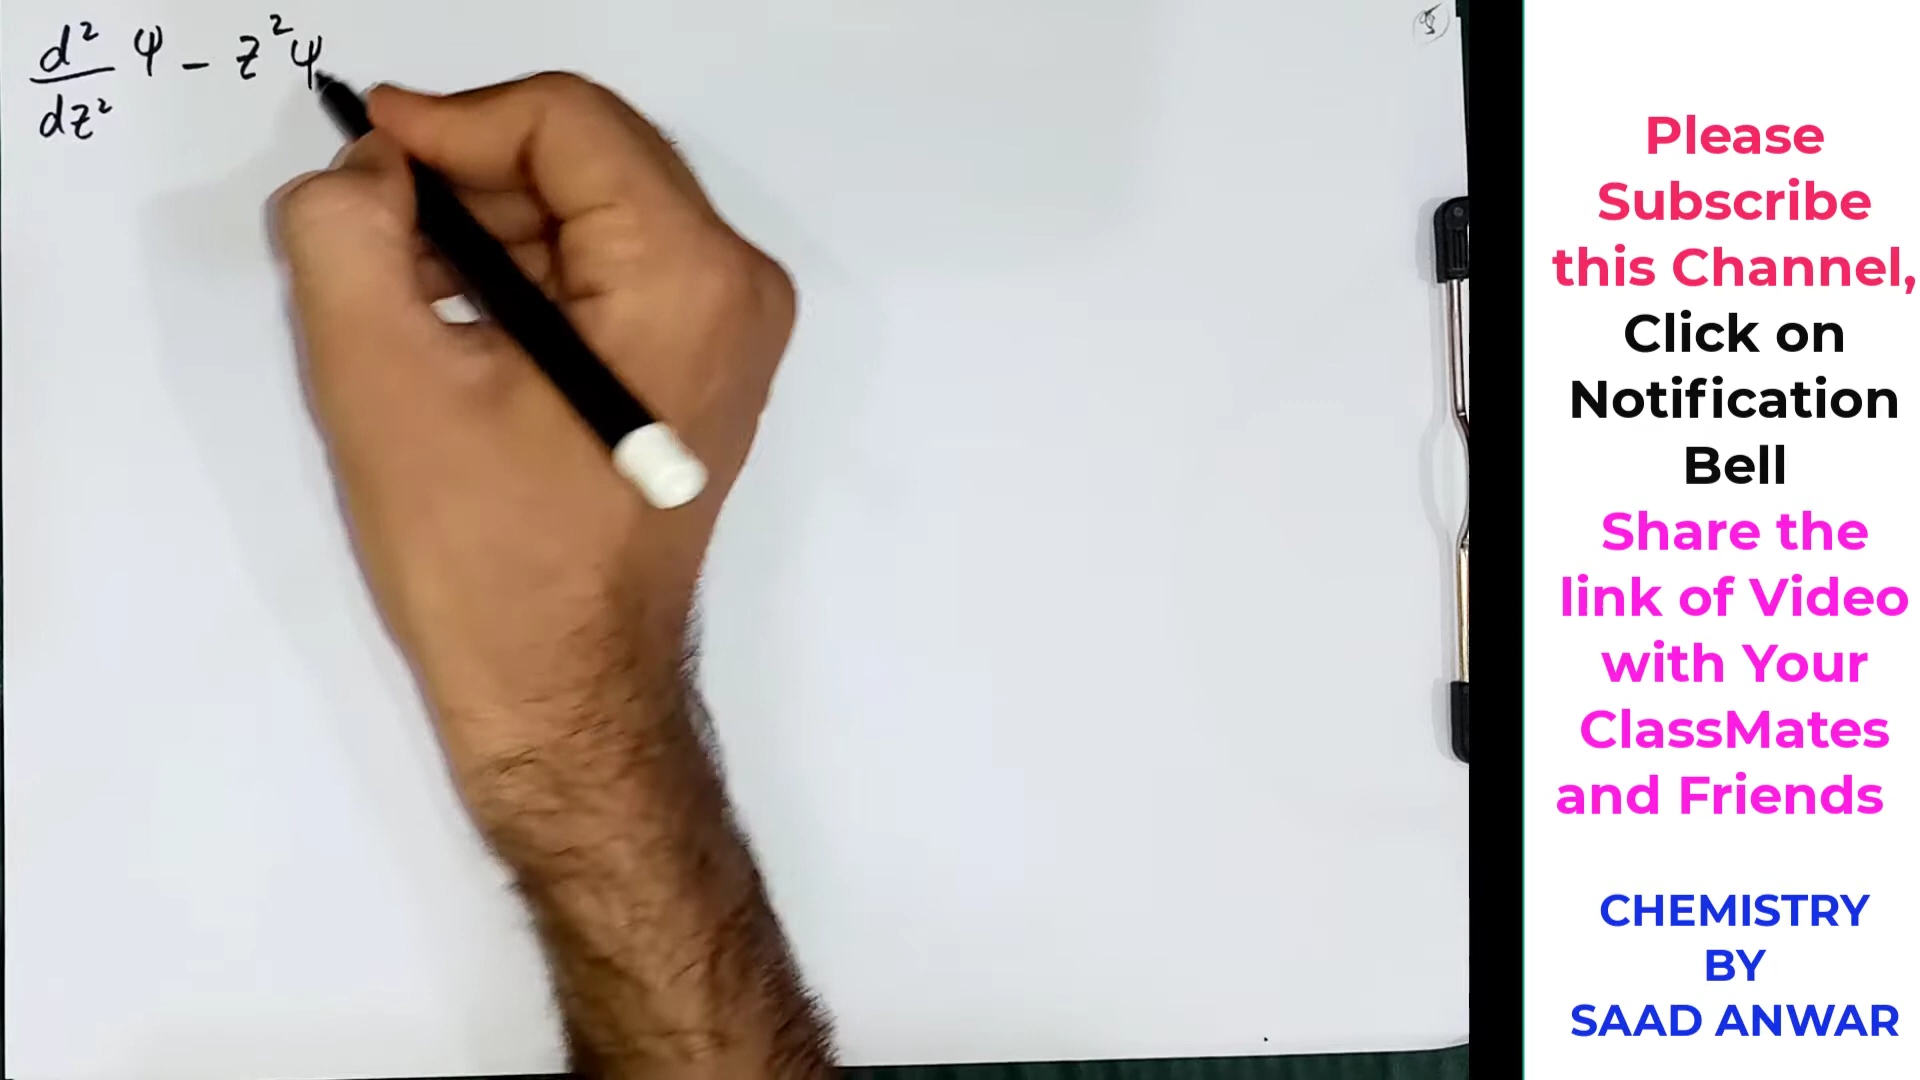 d²/dz² ψ - z²ψ
5
Please
Subscribe
this Channel,
Click on
Notification
Bell
Share the
link of Video
with Your
ClassMates
and Friends
CHEMISTRY
BY
SAAD ANWAR